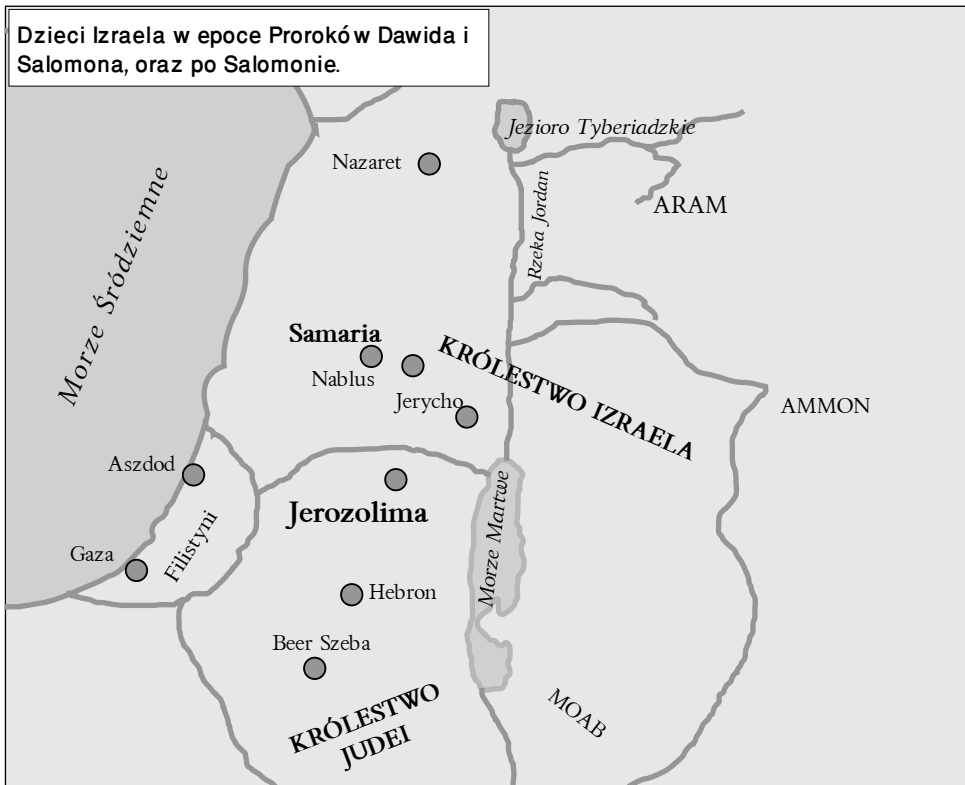 Dzieci Izraela w epoce Proroków Dawida i
Salomona, oraz po Salomonie.
Jezioro Tyberiadzkie
Nazaret
ARAM
Rzeka Jordan
Morze Śródziemne
Samaria
Nablus
KRÓLESTWO IZRAELA
Jerycho
AMMON
Aszdod
Jerozolima
Morze Martwe
Filistyni
Gaza
Hebron
Beer Szeba
KRÓLESTWO
JUDEI
MOAB